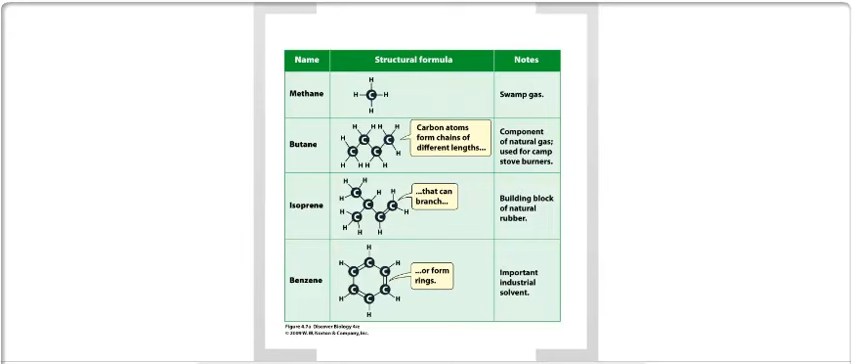 Name Structural formula Notes
H
Methane H C H Swamp gas.
H
Butane
H H H H
H C C
C C H
H H H H
Carbon atoms
form chains of
different lengths...
Component
of natural gas;
used for camp
stove burners.
Isoprene
H H
H C H H
C C H
H C C
H H H
...that can
branch...
Building block
of natural
rubber.
Benzene
H
H C H
C C
C C
H C H
H
...or form
rings.
Important
industrial
solvent.
Figure 4.7a Discover Biology 4/e
© 2009 W. W. Norton & Company, Inc.